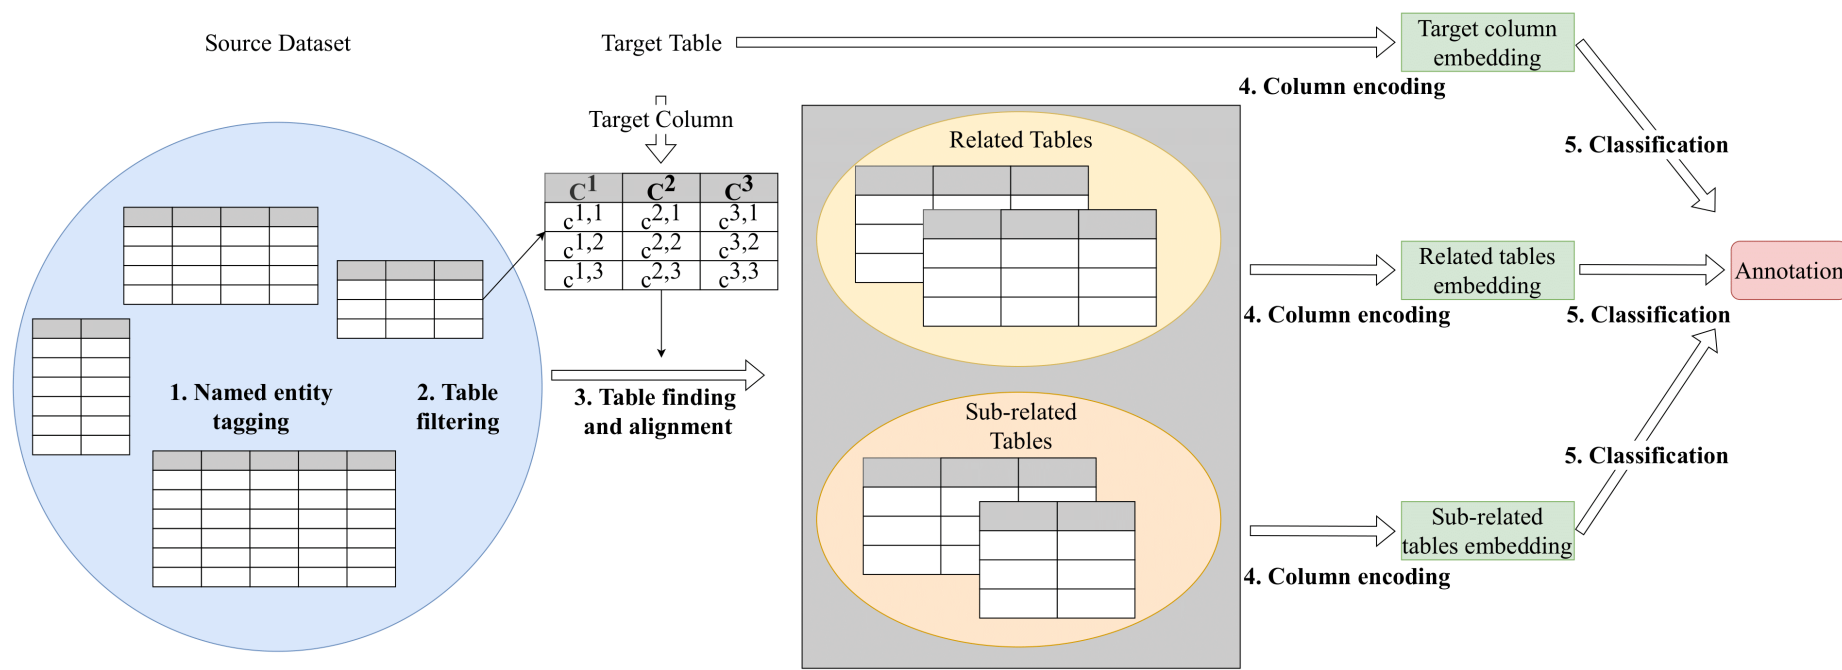 Source Dataset
Target Table
Target column
embedding
4. Column encoding
Target Column
5. Classification
Related Tables
C1 C2 C3
c1,1 c2,1 c3,1
c1,2 c2,2 c3,2
c1,3 c2,3 c3,3
Related tables
embedding
Annotation
4. Column encoding
5. Classification
1. Named entity
tagging
2. Table
filtering
3. Table finding
and alignment
Sub-related
Tables
5. Classification
Sub-related
tables embedding
4. Column encoding